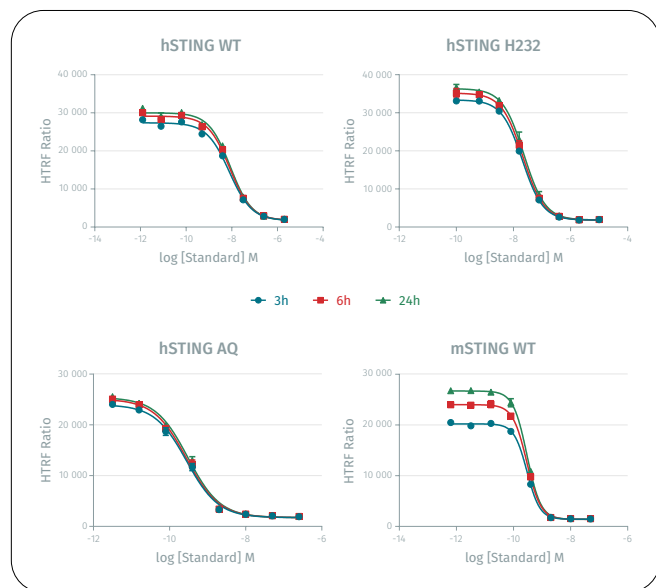 hSTING WT
hSTING H232
40 000
30 000
20 000
10 000
0
HTRF Ratio
-14
-12
-10
-8
-6
-4
log [Standard] M
40 000
30 000
20 000
10 000
0
HTRF Ratio
-12
-10
-8
-6
-4
log [Standard] M
3h
6h
24h
hSTING AQ
mSTING WT
30 000
20 000
10 000
0
HTRF Ratio
-12
-10
-8
-6
log [Standard] M
30 000
20 000
10 000
0
HTRF Ratio
-14
-12
-10
-8
-6
log [Standard] M